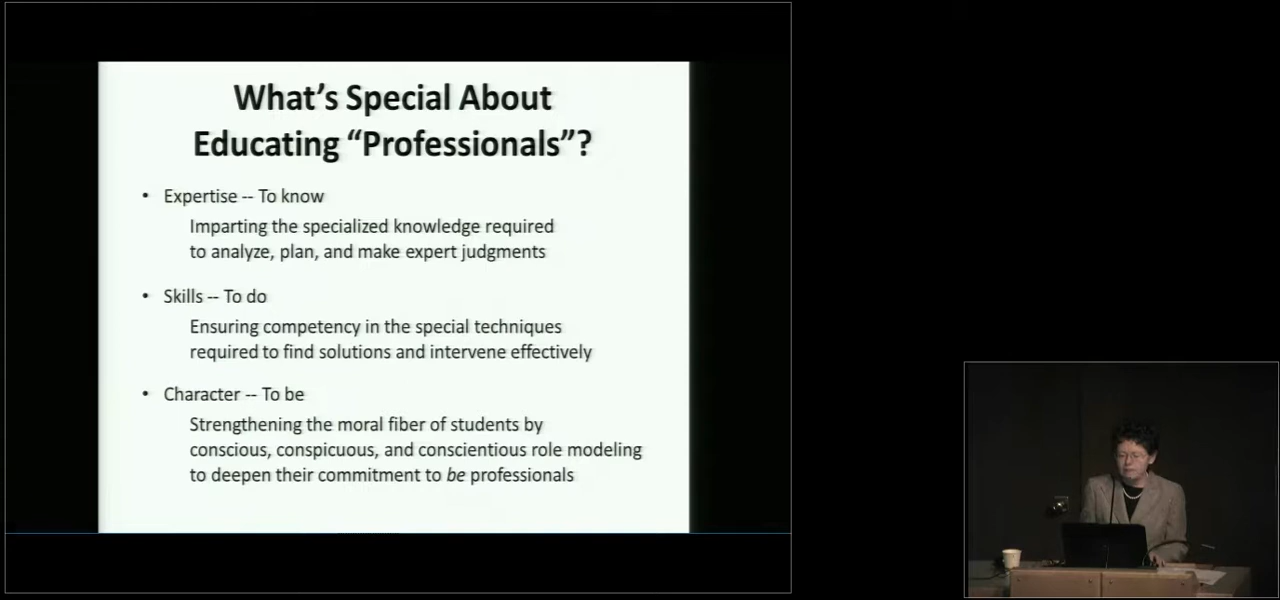 What's Special About
Educating “Professionals”?
• Expertise -- To know
Imparting the specialized knowledge required
to analyze, plan, and make expert judgments
• Skills -- To do
Ensuring competency in the special techniques
required to find solutions and intervene effectively
• Character -- To be
Strengthening the moral fiber of students by
conscious, conspicuous, and conscientious role modeling
to deepen their commitment to be professionals